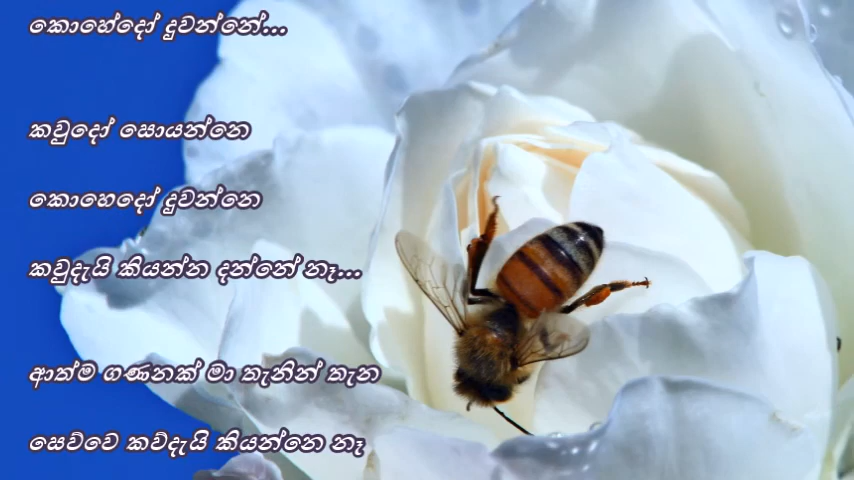 කොහේදෝ දුවන්නේ...
කවුදෝ සොයන්නෙ
කොහෙදෝ දුවන්නෙ
කවුදැයි කියන්න දන්නේ නෑ...
ආත්ම ගණනක් මා තැනින් තැන
සෙව්වෙ කව්දැයි කියන්නෙ නෑ